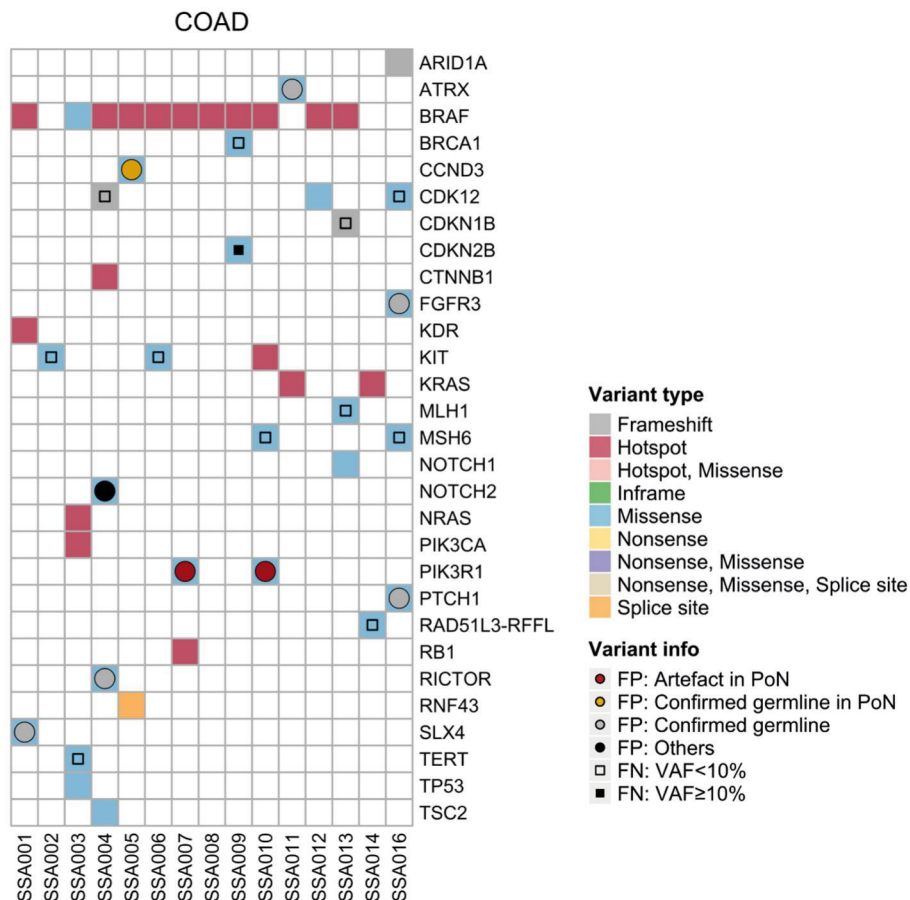 COAD
ARID1A
ATRX
BRAF
BRCA1
CCND3
CDK12
CDKN1B
CDKN2B
CTNNB1
FGFR3
KDR
KIT
KRAS
MLH1
MSH6
NOTCH1
NOTCH2
NRAS
PIK3CA
PIK3R1
PTCH1
RAD51L3-RFFL
RB1
RICTOR
RNF43
SLX4
TERT
TP53
TSC2
SSA001
SSA002
SSA003
SSA004
SSA005
SSA006
SSA007
SSA008
SSA009
SSA010
SSA011
SSA012
SSA013
SSA014
SSA016
Variant type
Frameshift
Hotspot
Hotspot, Missense
Inframe
Missense
Nonsense
Nonsense, Missense
Nonsense, Missense, Splice site
Splice site
Variant info
FP: Artefact in PoN
FP: Confirmed germline in PoN
FP: Confirmed germline
FP: Others
FN: VAF<10%
FN: VAF≥10%